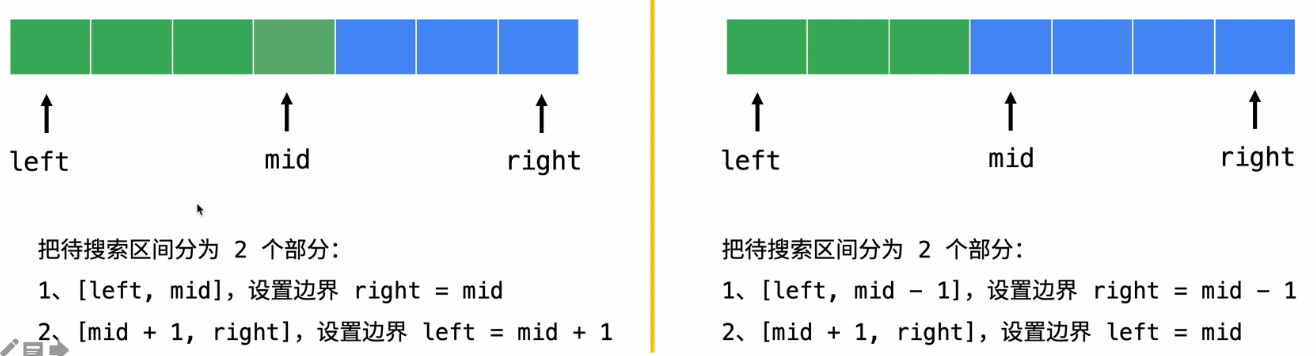 left mid right
把待搜索区间分为 2 个部分：
1、[left, mid]，设置边界 right = mid
2、[mid + 1, right]，设置边界 left = mid + 1
left mid right
把待搜索区间分为 2 个部分：
1、[left, mid - 1]，设置边界 right = mid - 1
2、[mid + 1, right]，设置边界 left = mid